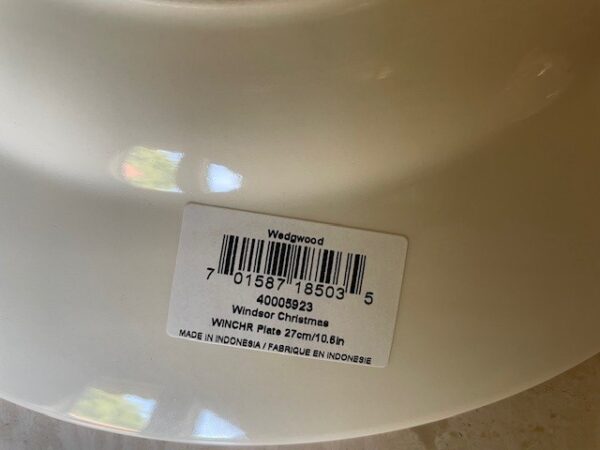 Wedgwood
7 01587 18503 5
40005923
Windsor Christmas
WINCHR Plate 27cm/10.6in
MADE IN INDONESIA / FABRIQUE EN INDONESIE